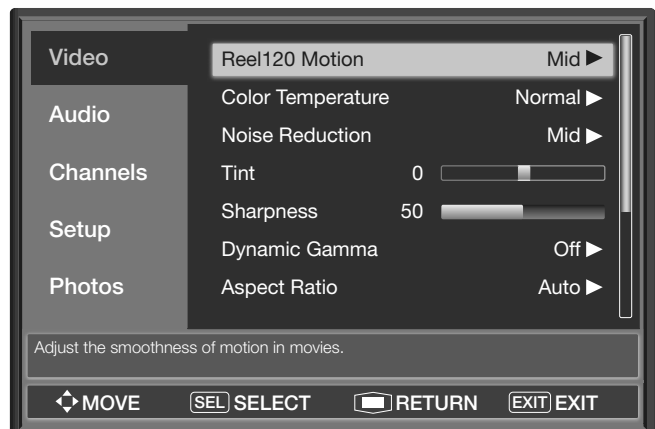 Video
Audio
Channels
Setup
Photos
Reel120 Motion Mid
Color Temperature Normal
Noise Reduction Mid
Tint 0
Sharpness 50
Dynamic Gamma Off
Aspect Ratio Auto
Adjust the smoothness of motion in movies.
MOVE SEL SELECT RETURN EXIT EXIT